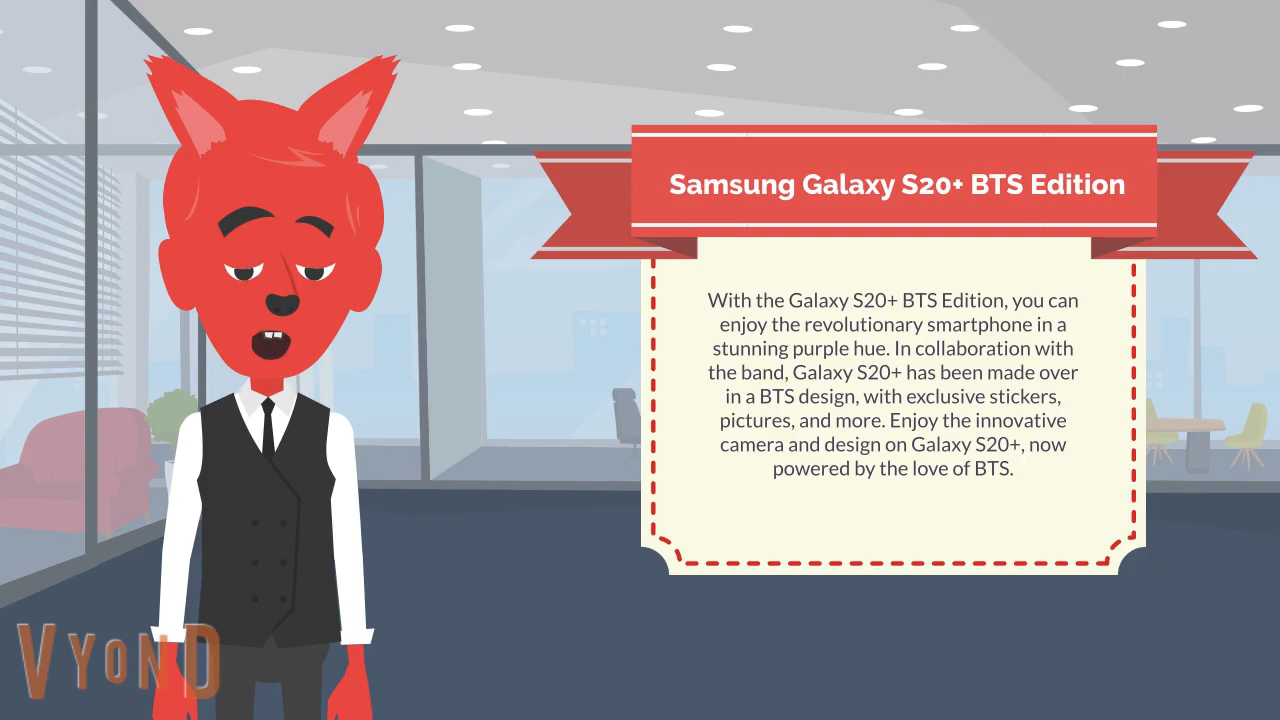 Samsung Galaxy S20+ BTS Edition
With the Galaxy S20+ BTS Edition, you can
enjoy the revolutionary smartphone in a
stunning purple hue. In collaboration with
the band, Galaxy S20+ has been made over
in a BTS design, with exclusive stickers,
pictures, and more. Enjoy the innovative
camera and design on Galaxy S20+, now
powered by the love of BTS.
VYOND